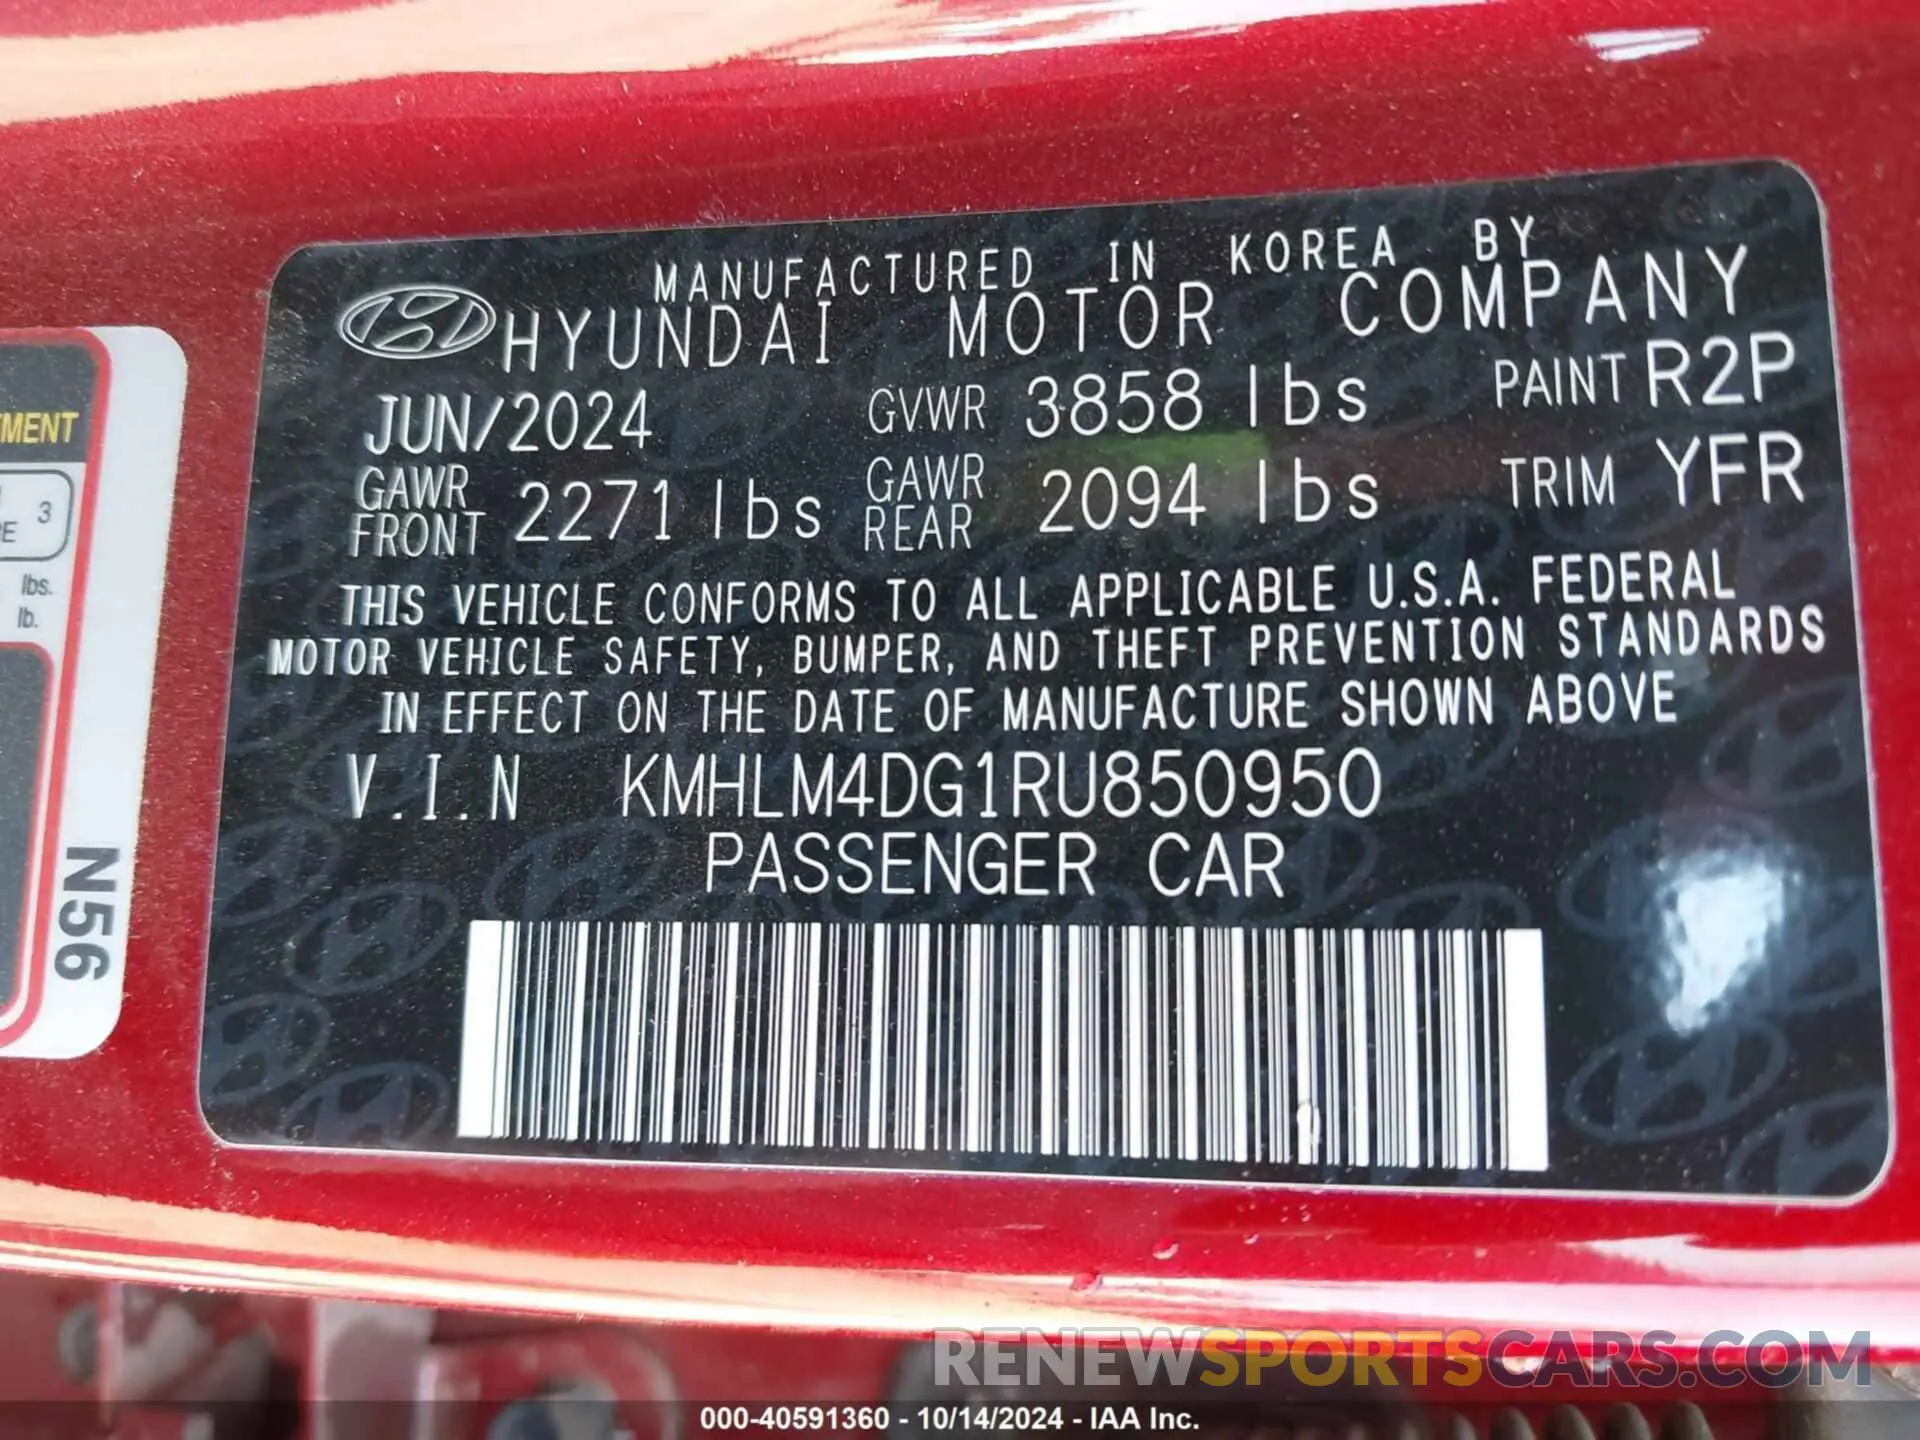 MANUFACTURED IN KOREA BY
HYUNDAI MOTOR COMPANY
JUN/2024 GVWR 3858 lbs PAINT R2P
GAWR FRONT 2271 lbs GAWR REAR 2094 lbs TRIM YFR
THIS VEHICLE CONFORMS TO ALL APPLICABLE U.S.A. FEDERAL
MOTOR VEHICLE SAFETY, BUMPER, AND THEFT PREVENTION STANDARDS
IN EFFECT ON THE DATE OF MANUFACTURE SHOWN ABOVE
V.I.N KMHLM4DG1RU850950
PASSENGER CAR
3
lbs.
lb.
N56
RENEWSPORTSCARS.COM
000-40591360 - 10/14/2024 - IAA Inc.